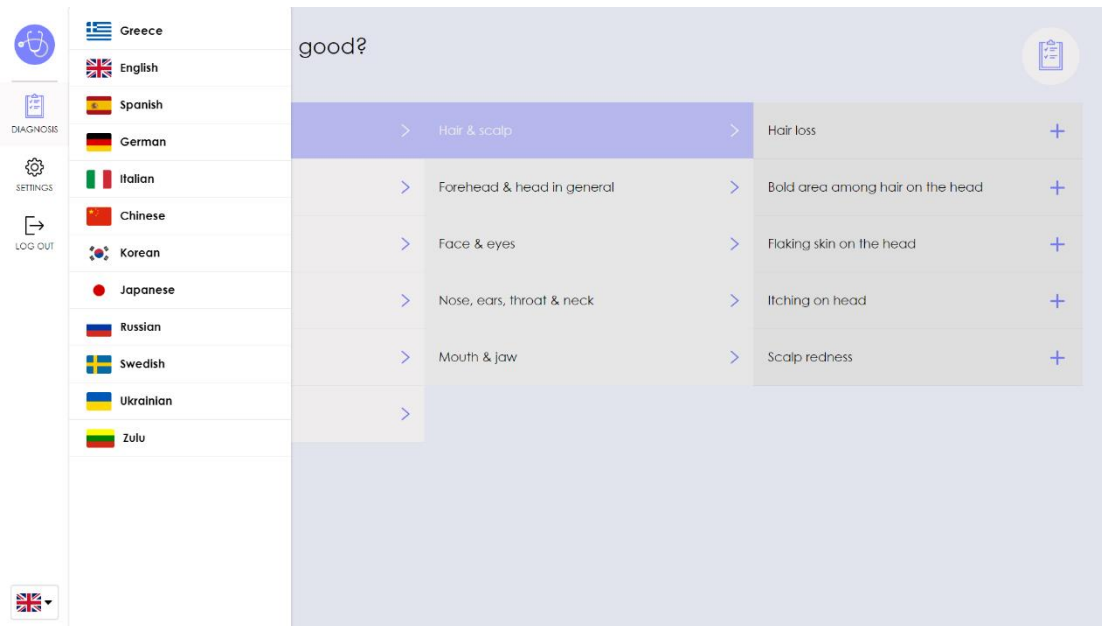 DIAGNOSIS
SETTINGS
LOG OUT
Greece
English
Spanish
German
Italian
Chinese
Korean
Japanese
Russian
Swedish
Ukrainian
Zulu
good?
Hair & scalp
Forehead & head in general
Face & eyes
Nose, ears, throat & neck
Mouth & jaw
Hair loss
Bold area among hair on the head
Flaking skin on the head
Itching on head
Scalp redness